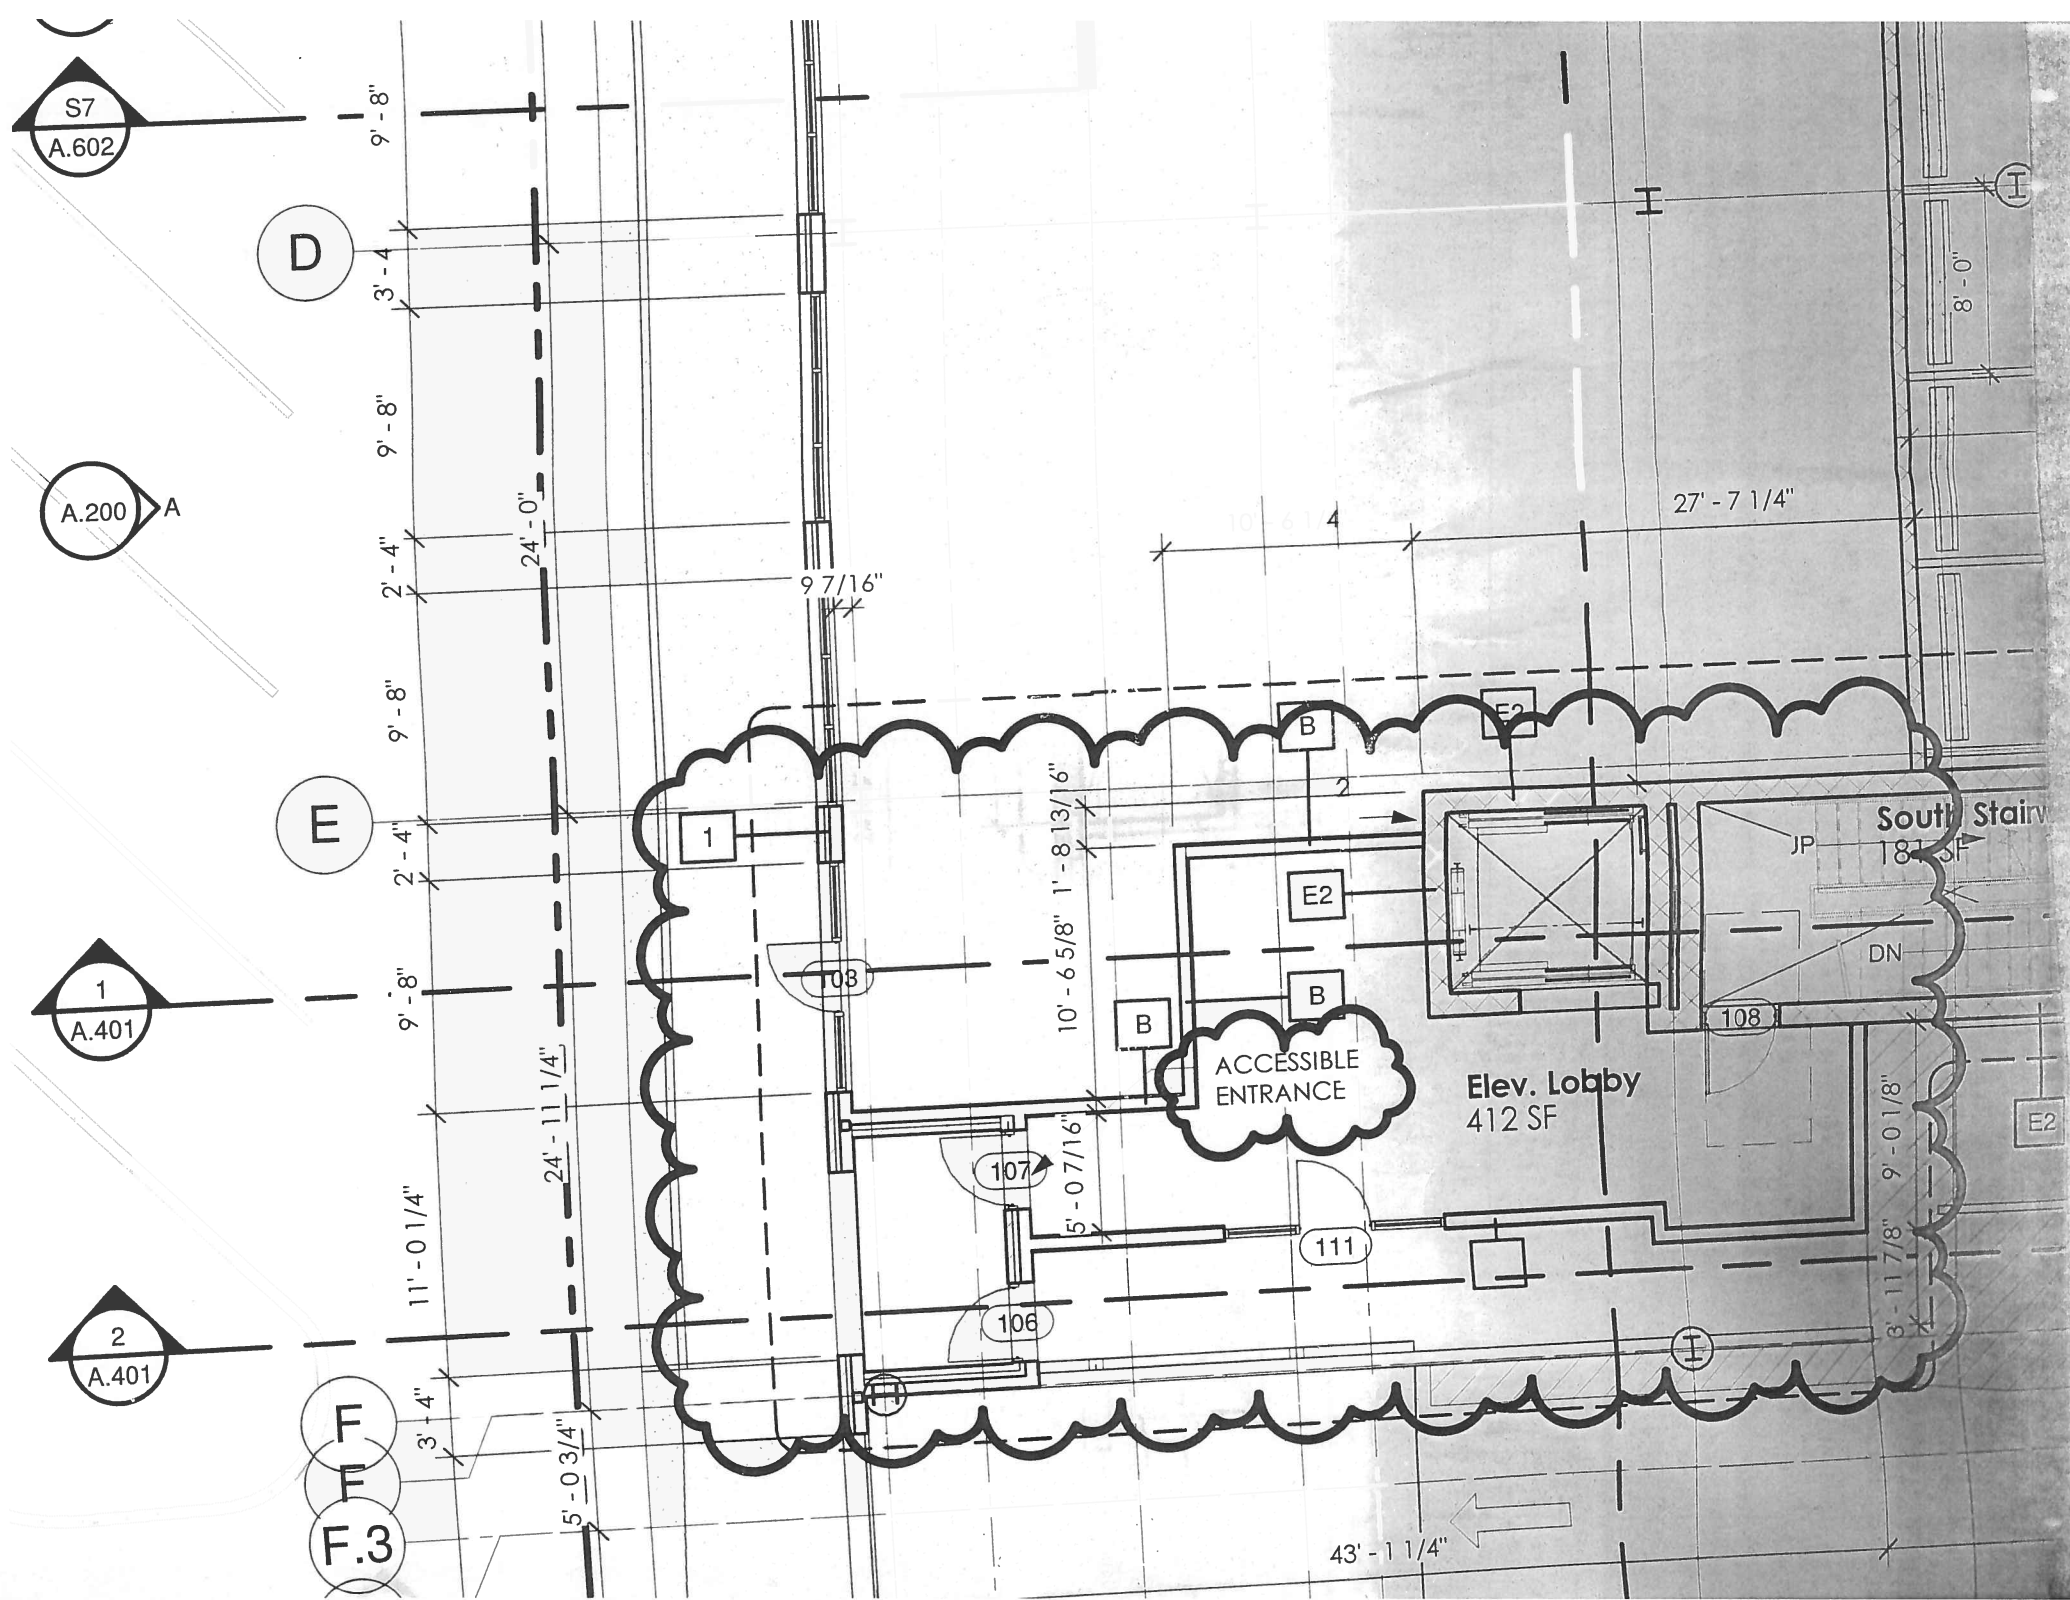 S7
A.602
9' - 8"
D
3' - 4
8' - 0"
9' - 8"
A.200
A
24' - 0"
27' - 7 1/4"
4
2' - 4"
9 7/16"
9' - 8"
B
E2
E
1
2
1' - 8 13/16"
2' - 4"
JP
South Stairw
181 SF
E2
103
DN
10' - 6 5/8"
1
A.401
9' - 8"
B
B
108
ACCESSIBLE
ENTRANCE
Elev. Lobby
412 SF
24' - 11 1/4"
9' - 0 1/8"
E2
107
5' - 0 7/16"
111
11' - 0 1/4"
3' - 11 7/8"
106
2
A.401
F
3' - 4"
F
5' - 0 3/4"
F.3
43' - 1 1/4"